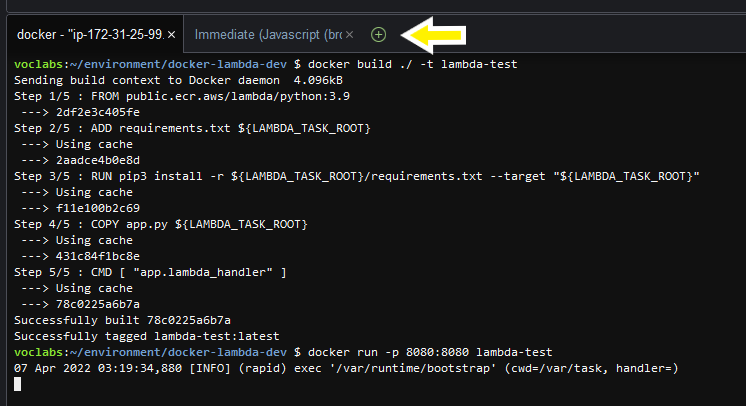 docker - "ip-172-31-25-99. × Immediate (Javascript (bro ×
voclabs:~/environment/docker-lambda-dev $ docker build ./ -t lambda-test
Sending build context to Docker daemon  4.096kB
Step 1/5 : FROM public.ecr.aws/lambda/python:3.9
 ---> 2df2e3c405fe
Step 2/5 : ADD requirements.txt ${LAMBDA_TASK_ROOT}
 ---> Using cache
 ---> 2aadce4b0e8d
Step 3/5 : RUN pip3 install -r ${LAMBDA_TASK_ROOT}/requirements.txt --target "${LAMBDA_TASK_ROOT}"
 ---> Using cache
 ---> f11e100b2c69
Step 4/5 : COPY app.py ${LAMBDA_TASK_ROOT}
 ---> Using cache
 ---> 431c84f1bc8e
Step 5/5 : CMD [ "app.lambda_handler" ]
 ---> Using cache
 ---> 78c0225a6b7a
Successfully built 78c0225a6b7a
Successfully tagged lambda-test:latest
voclabs:~/environment/docker-lambda-dev $ docker run -p 8080:8080 lambda-test
07 Apr 2022 03:19:34,880 [INFO] (rapid) exec '/var/runtime/bootstrap' (cwd=/var/task, handler=)